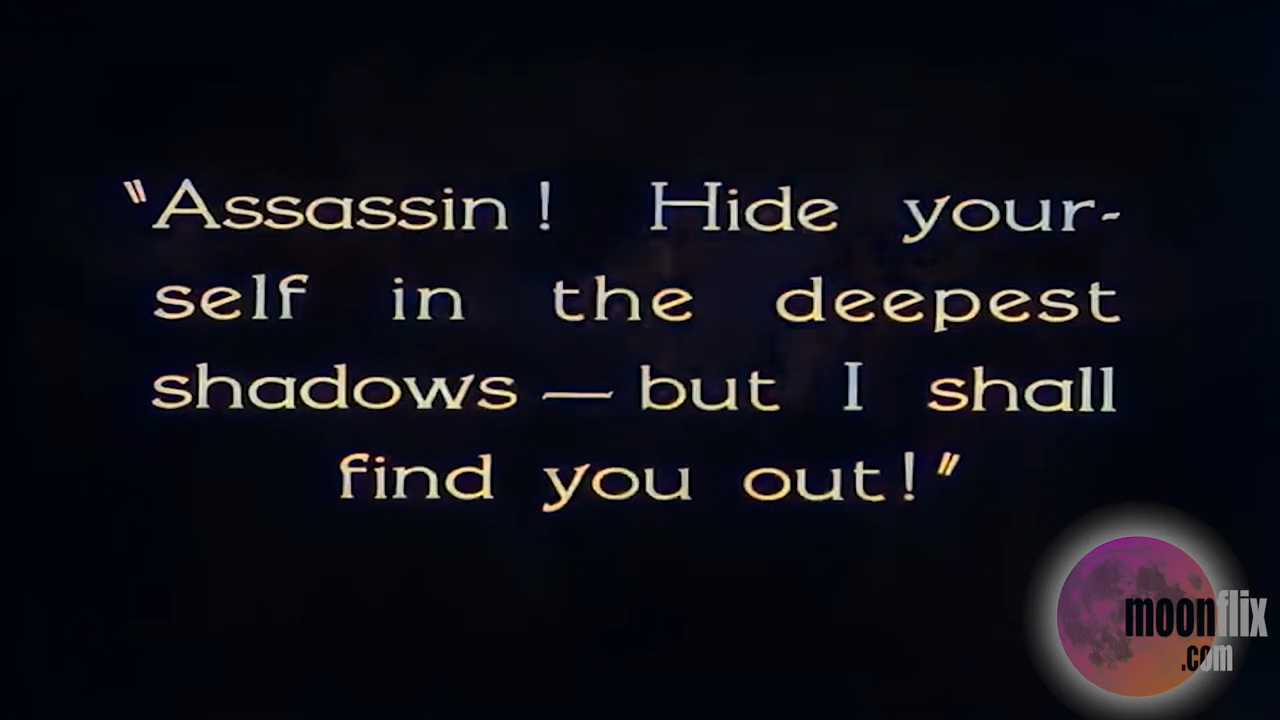 "Assassin! Hide your-
self in the deepest
shadows — but I shall
find you out!"
moonflix
.com